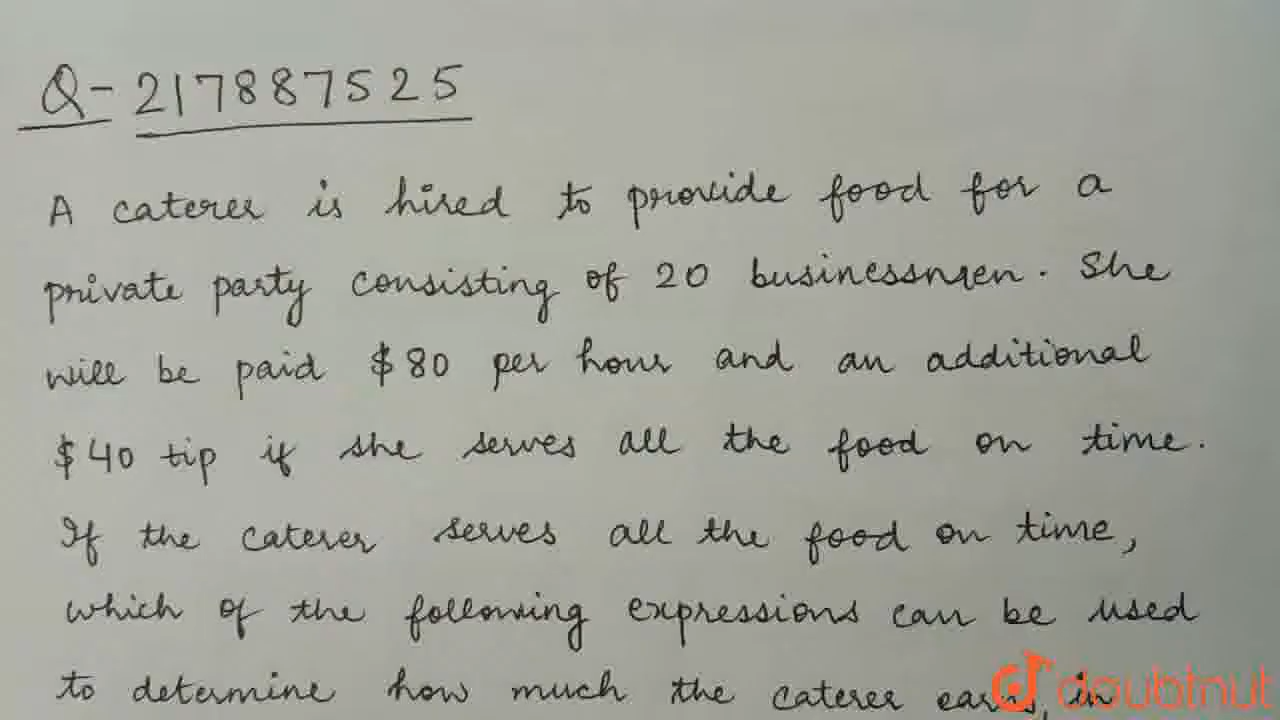 Q- 217887525
A caterer is hired to provide food for a
private party consisting of 20 businessmen. She
will be paid $80 per hour and an additional
$40 tip if she serves all the food on time.
If the caterer serves all the food on time,
which of the following expressions can be used
to determine how much the caterer earns, in
doubtnut